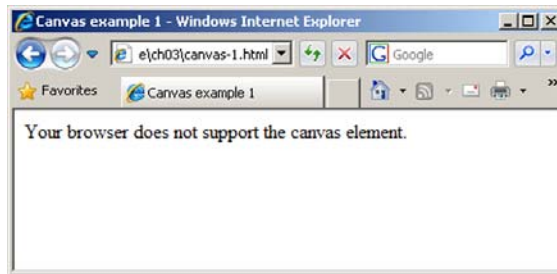 Canvas example 1 - Windows Internet Explorer
e\ch03\canvas-1.html
Google
Favorites
Canvas example 1
»
Your browser does not support the canvas element.